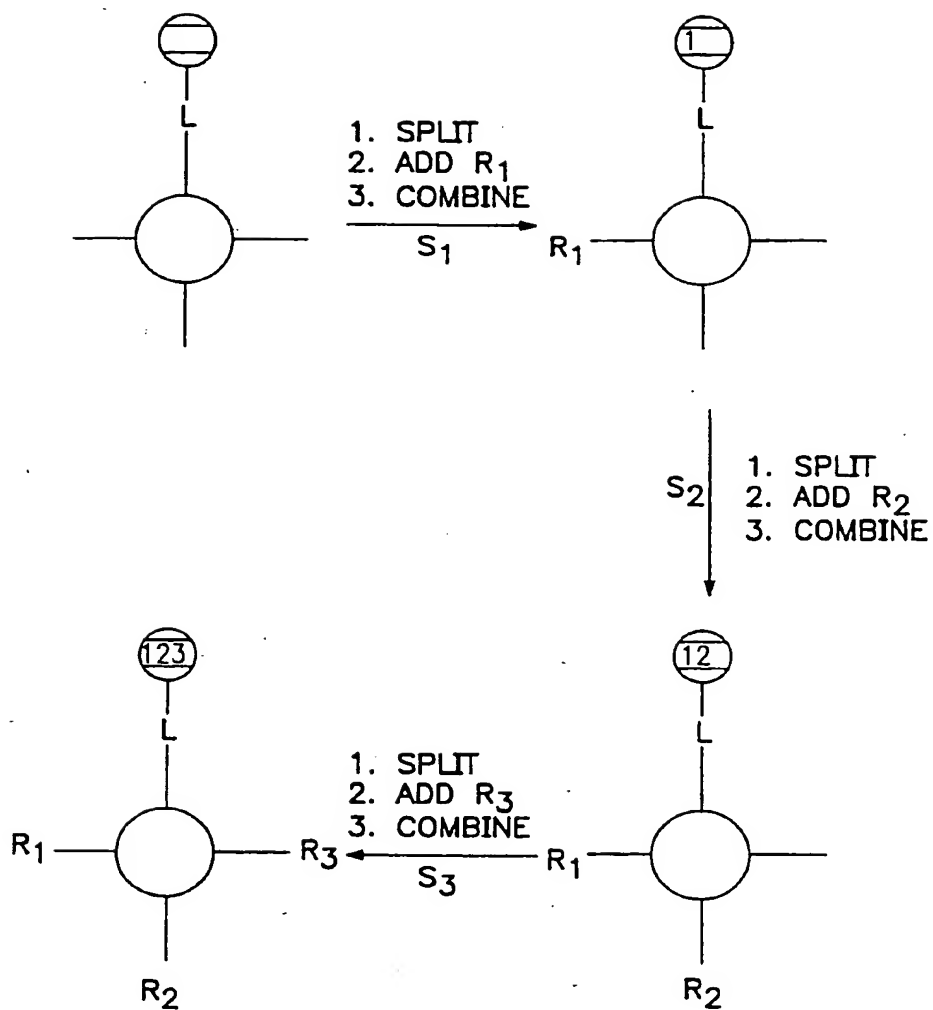 1
L
L
1. SPLIT
2. ADD R₁
3. COMBINE
S₁
R₁
S₂
1. SPLIT
2. ADD R₂
3. COMBINE
123
12
L
L
1. SPLIT
2. ADD R₃
3. COMBINE
R₁
R₃
S₃
R₁
R₂
R₂